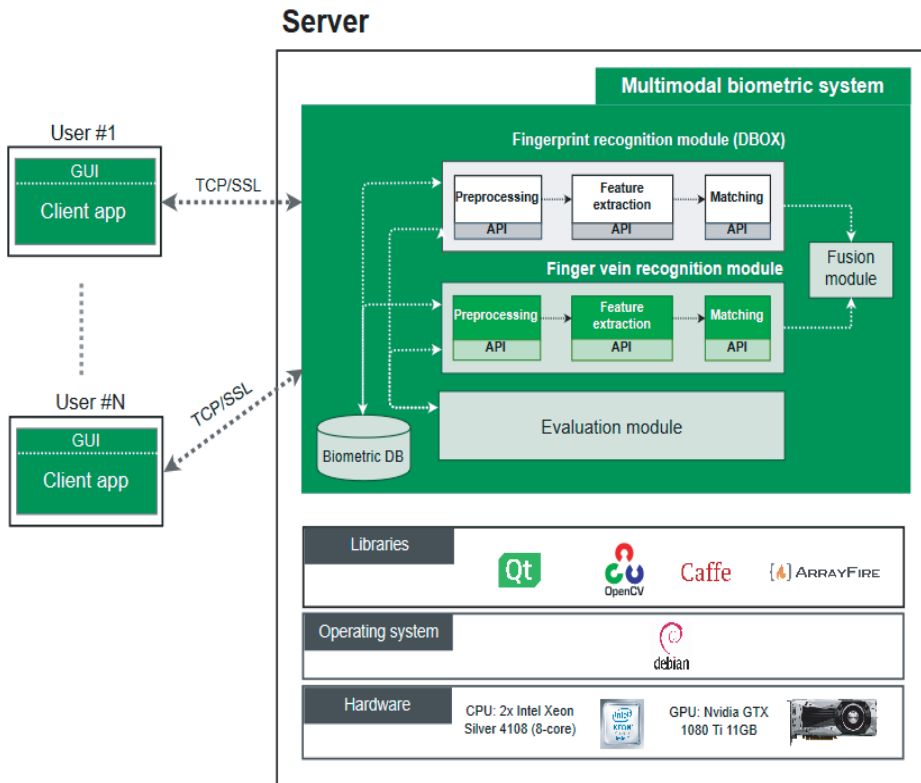 Server
Multimodal biometric system
User #1
GUI
Client app
TCP/SSL
Fingerprint recognition module (DBOX)
Preprocessing
API
Feature
extraction
API
Matching
API
Fusion
module
Finger vein recognition module
Preprocessing
API
Feature
extraction
API
Matching
API
User #N
GUI
Client app
TCP/SSL
Biometric DB
Evaluation module
Libraries
Qt
OpenCV
Caffe
{ } ARRAYFIRE
Operating system
debian
Hardware
CPU: 2x Intel Xeon
Silver 4108 (8-core)
intel
XEON
GPU: Nvidia GTX
1080 Ti 11GB